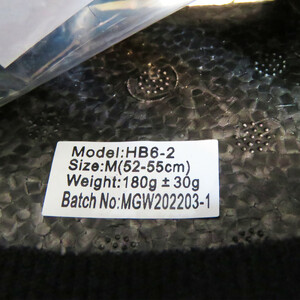 Model:HB6-2
Size:M(52-55cm)
Weight:180g ± 30g
Batch No:MGW202203-1